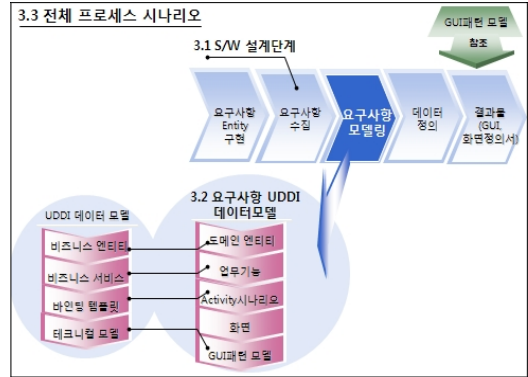 3.3 전체 프로세스 시나리오
GUI패턴 모델
참조
3.1 S/W 설계단계
요구사항
Entity
구현
요구사항
수집
요구사항
모델링
데이터
정의
결과물
(GUI,
화면정의서)
3.2 요구사항 UDDI
데이터모델
UDDI 데이터 모델
비즈니스 엔티티
비즈니스 서비스
바인팅 템플릿
테크니컬 모델
도메인 엔티티
업무기능
Activity시나리오
화면
GUI패턴 모델